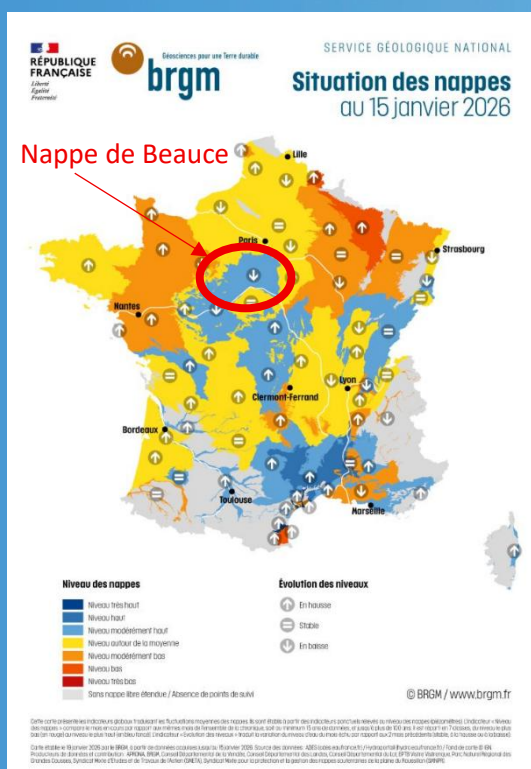 RÉPUBLIQUE
FRANÇAISE
Liberté
Égalité
Fraternité
Géosciences pour une Terre durable
brgm
SERVICE GÉOLOGIQUE NATIONAL
Situation des nappes
au 15 janvier 2026
Nappe de Beauce
Lille
Paris
Strasbourg
Nantes
Clermont-Ferrand
Lyon
Bordeaux
Toulouse
Marseille
Niveau des nappes
Niveau très haut
Niveau haut
Niveau modérément haut
Niveau autour de la moyenne
Niveau modérément bas
Niveau bas
Niveau très bas
Sans nappe libre étendue / Absence de points de suivi
Évolution des niveaux
En hausse
Stable
En baisse
© BRGM / www.brgm.fr